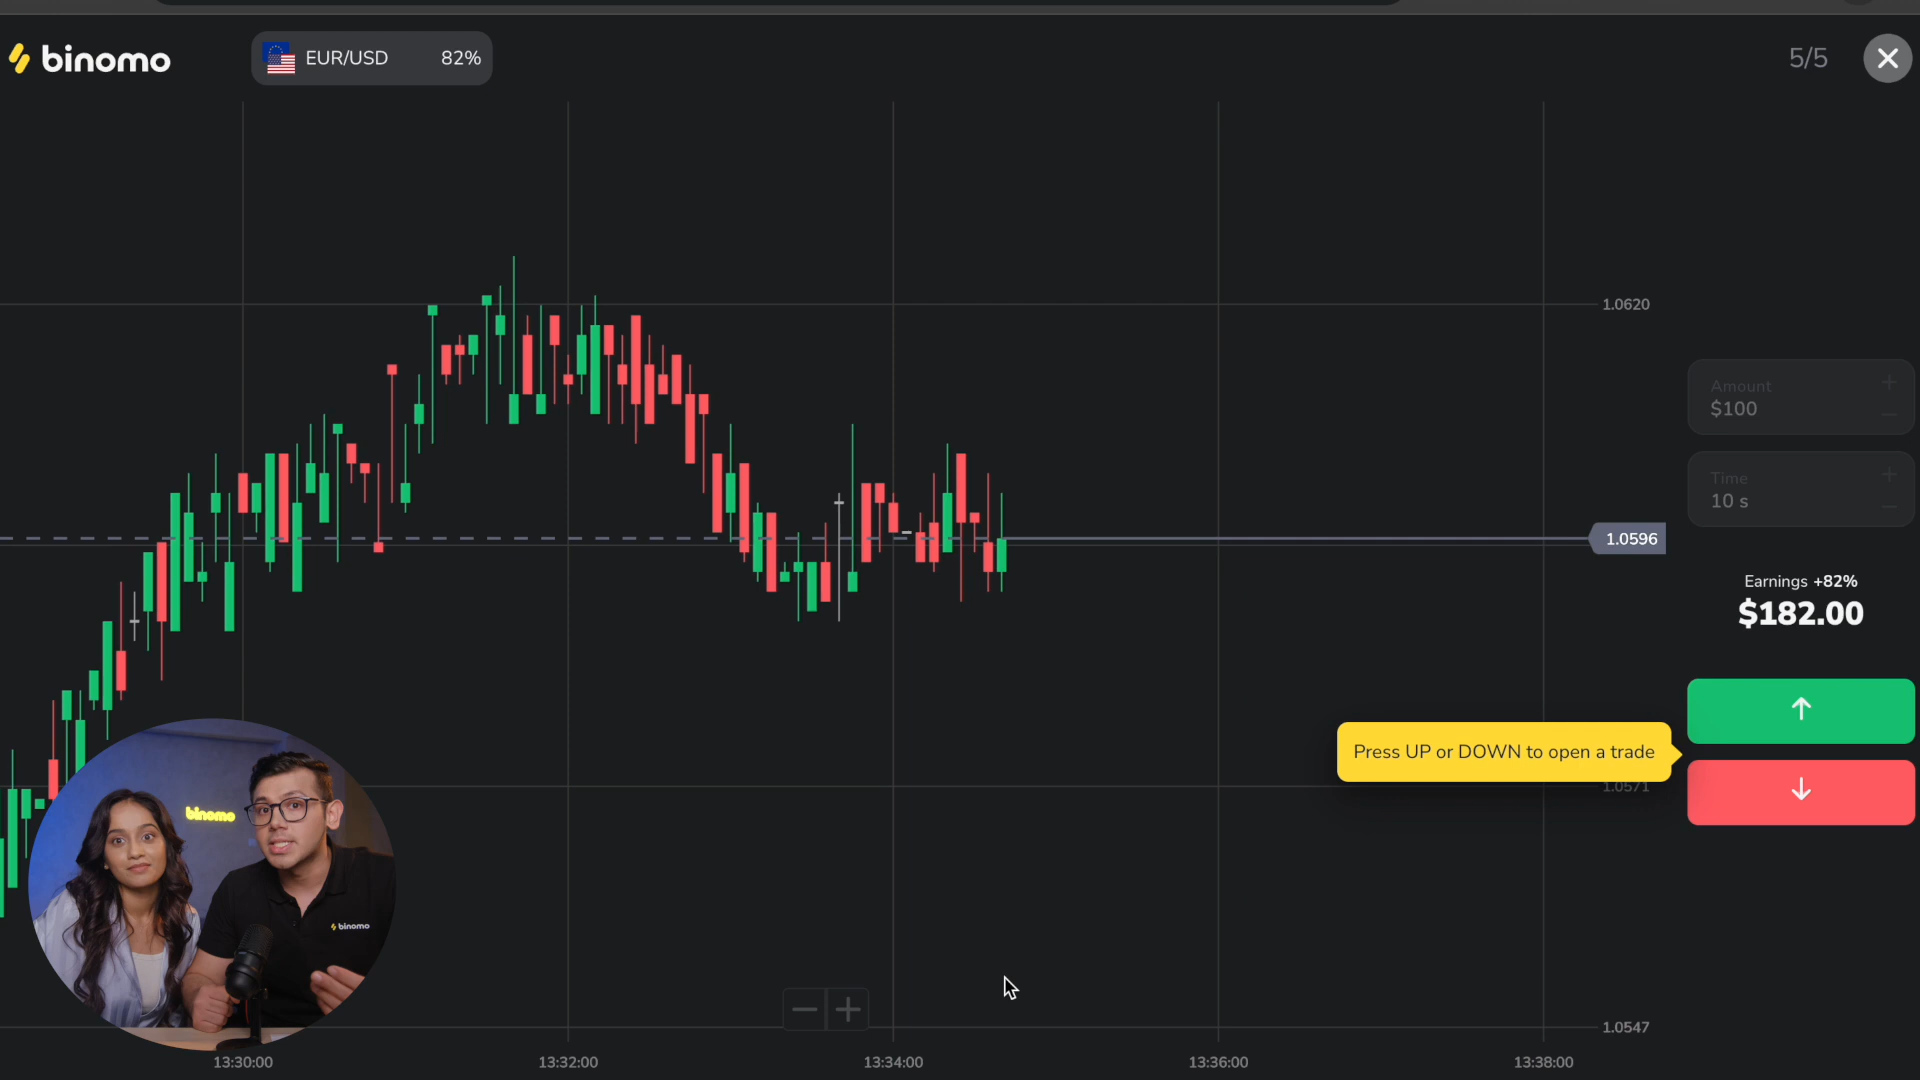 binomo
EUR/USD 82%
5/5
1.0620
Amount
$100
Time
10 s
1.0596
Earnings +82%
$182.00
Press UP or DOWN to open a trade
1.0571
binomo
binomo
1.0547
13:30:00 13:32:00 13:34:00 13:36:00 13:38:00